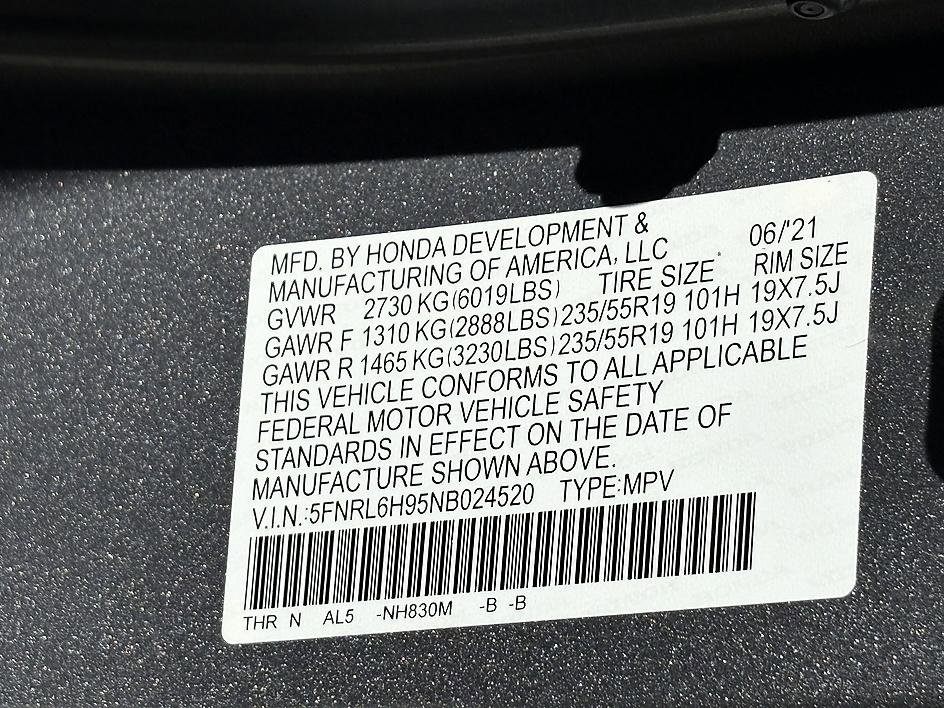 MFD. BY HONDA DEVELOPMENT &
MANUFACTURING OF AMERICA, LLC 06/'21
GVWR 2730 KG(6019LBS) TIRE SIZE RIM SIZE
GAWR F 1310 KG(2888LBS) 235/55R19 101H 19X7.5J
GAWR R 1465 KG(3230LBS) 235/55R19 101H 19X7.5J
THIS VEHICLE CONFORMS TO ALL APPLICABLE
FEDERAL MOTOR VEHICLE SAFETY
STANDARDS IN EFFECT ON THE DATE OF
MANUFACTURE SHOWN ABOVE.
V.I.N.:5FNRL6H95NB024520 TYPE:MPV
THR N AL5 -NH830M -B -B